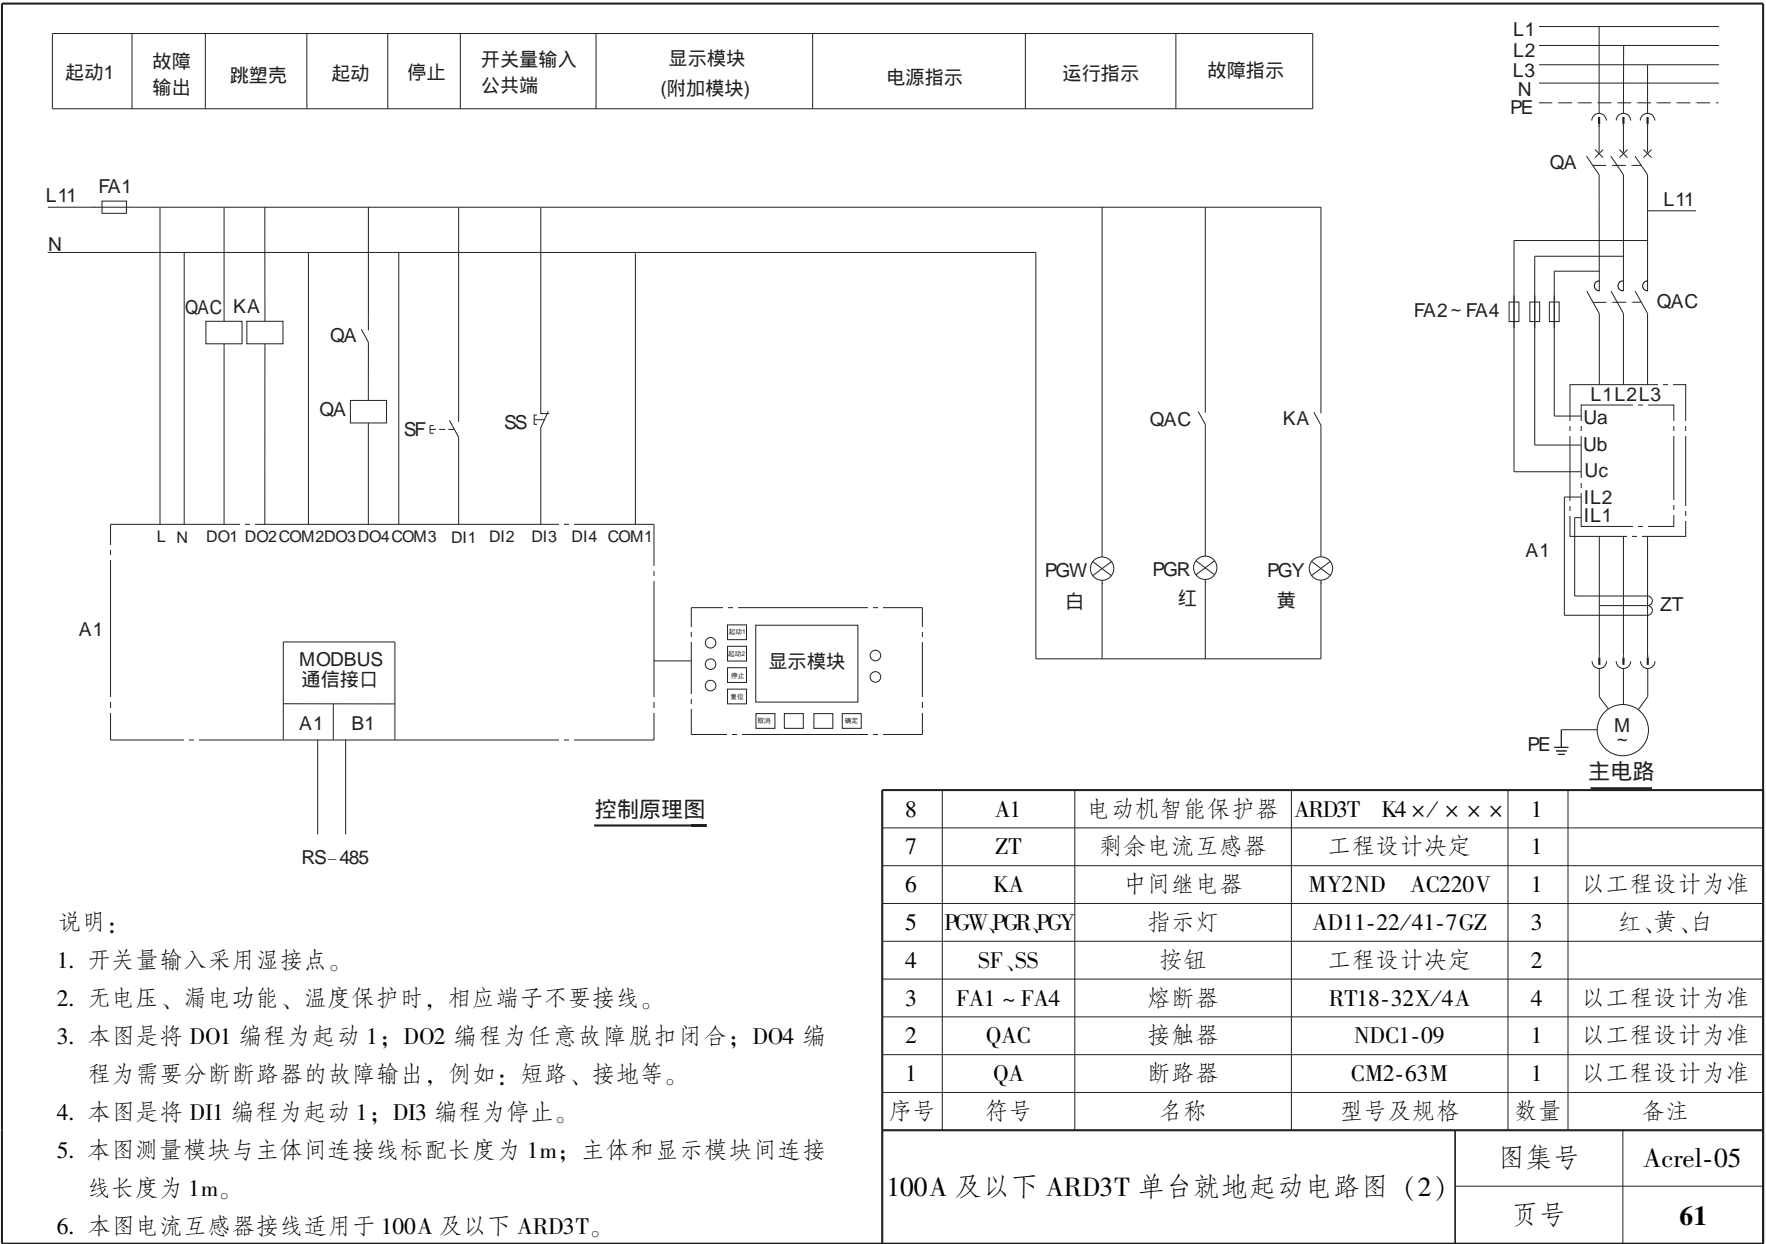 起动1
故障
输出
跳塑壳
起动
停止
开关量输入
公共端
显示模块
(附加模块)
电源指示
运行指示
故障指示
L1
L2
L3
N
PE
QA
L11
L11
FA1
N
QAC KA
QA
QA
SF
SS
QAC
KA
FA2~FA4
QAC
L1L2L3
Ua
Ub
Uc
IL2
IL1
A1
ZT
L N DO1 DO2COM2DO3DO4COM3 DI1 DI2 DI3 DI4 COM1
PGW
白
PGR
红
PGY
黄
A1
MODBUS
通信接口
A1 B1
RS-485
起动1
起动2
停止
复位
显示模块
取消
确定
M
~
PE
主电路
控制原理图
8 A1 电动机智能保护器 ARD3T K4×/××× 1
7 ZT 剩余电流互感器 工程设计决定 1
6 KA 中间继电器 MY2ND AC220V 1 以工程设计为准
5 PGW、PGR、PGY 指示灯 AD11-22/41-7GZ 3 红、黄、白
4 SF、SS 按钮 工程设计决定 2
3 FA1~FA4 熔断器 RT18-32X/4A 4 以工程设计为准
2 QAC 接触器 NDC1-09 1 以工程设计为准
1 QA 断路器 CM2-63M 1 以工程设计为准
序号 符号 名称 型号及规格 数量 备注
说明：
1. 开关量输入采用湿接点。
2. 无电压、漏电功能、温度保护时，相应端子不要接线。
3. 本图是将 DO1 编程为起动 1；DO2 编程为任意故障脱扣闭合；DO4 编
程为需要分断断路器的故障输出，例如：短路、接地等。
4. 本图是将 DI1 编程为起动 1；DI3 编程为停止。
5. 本图测量模块与主体间连接线标配长度为 1m；主体和显示模块间连接
线长度为 1m。
6. 本图电流互感器接线适用于 100A 及以下 ARD3T。
100A 及以下 ARD3T 单台就地起动电路图（2）
图集号 Acrel-05
页号 61